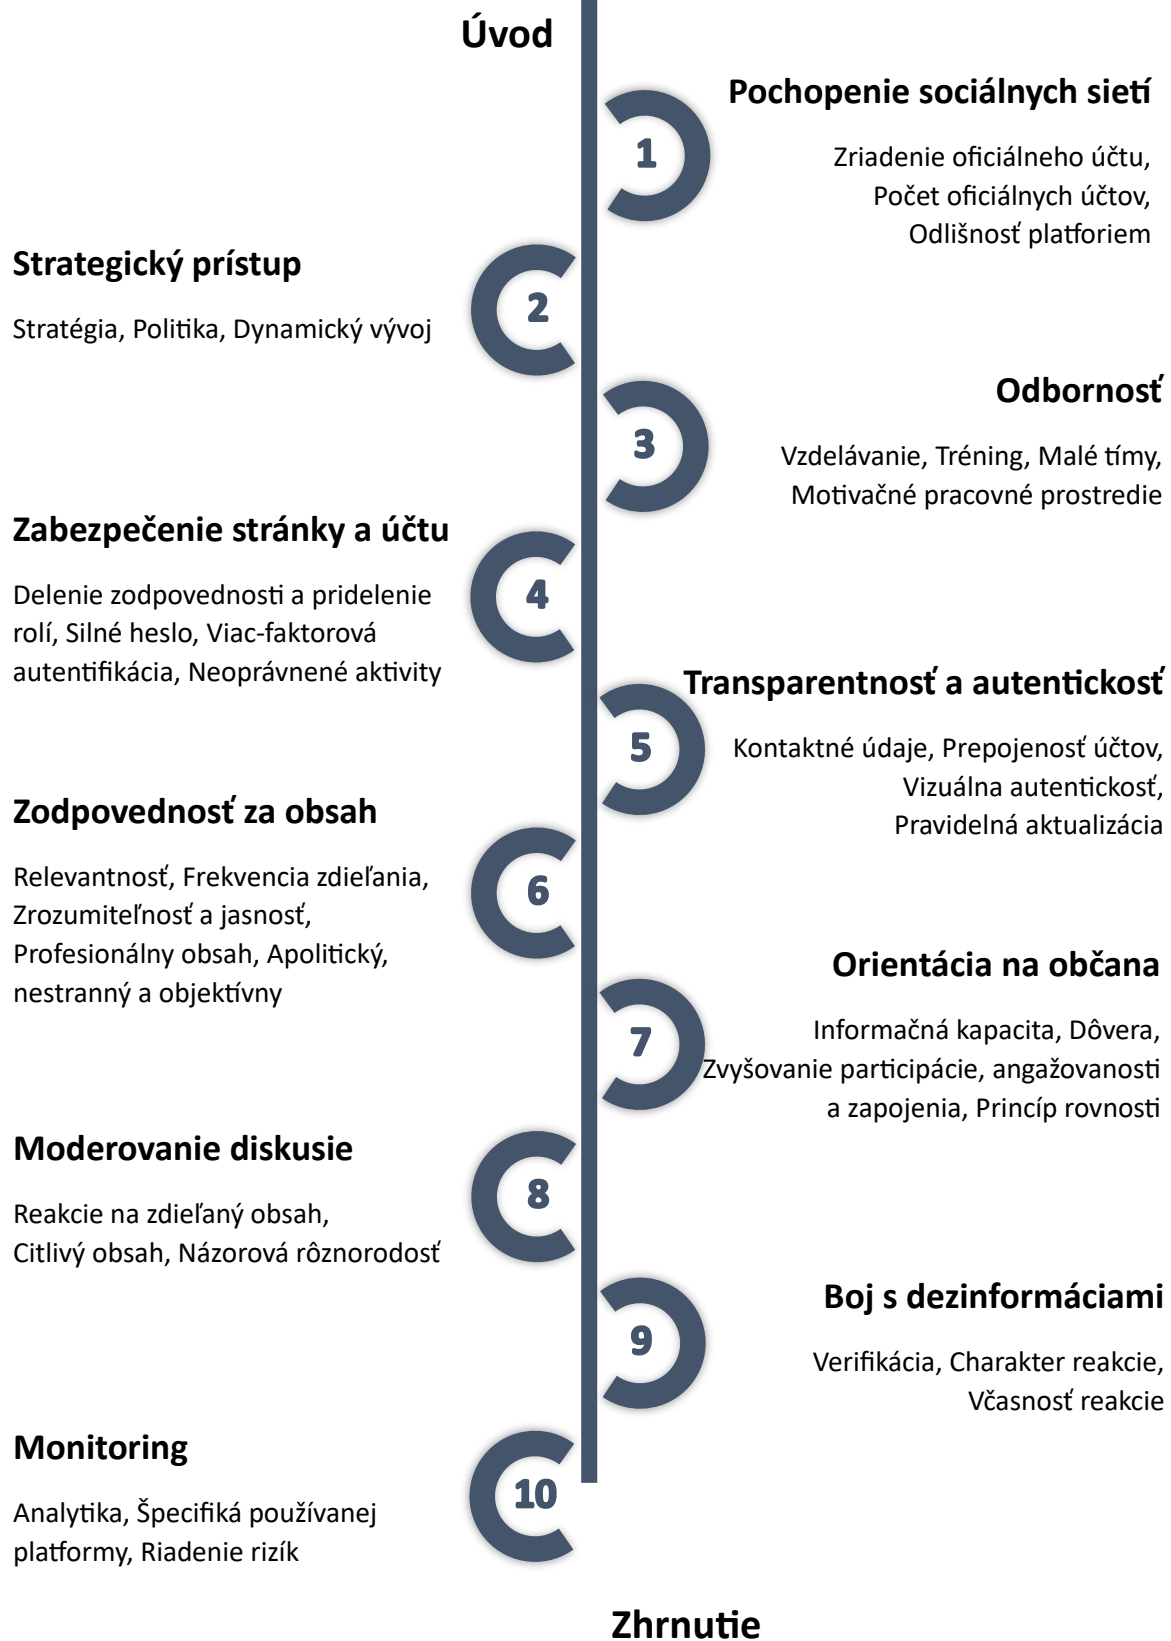 Úvod
1
Pochopenie sociálnych sietí
Zriadenie oficiálneho účtu,
Počet oficiálnych účtov,
Odlišnosť platforiem
2
Strategický prístup
Stratégia, Politika, Dynamický vývoj
3
Odbornosť
Vzdelávanie, Tréning, Malé tímy,
Motivačné pracovné prostredie
4
Zabezpečenie stránky a účtu
Delenie zodpovednosti a pridelenie
rolí, Silné heslo, Viac-faktorová
autentifikácia, Neoprávnené aktivity
5
Transparentnosť a autentickosť
Kontaktné údaje, Prepojenosť účtov,
Vizuálna autentickosť,
Pravidelná aktualizácia
6
Zodpovednosť za obsah
Relevantnosť, Frekvencia zdieľania,
Zrozumiteľnosť a jasnosť,
Profesionálny obsah, Apolitický,
nestranný a objektívny
7
Orientácia na občana
Informačná kapacita, Dôvera,
Zvyšovanie participácie, angažovanosti
a zapojenia, Princíp rovnosti
8
Moderovanie diskusie
Reakcie na zdieľaný obsah,
Citlivý obsah, Názorová rôznorodosť
9
Boj s dezinformáciami
Verifikácia, Charakter reakcie,
Včasnosť reakcie
10
Monitoring
Analytika, Špecifiká používanej
platformy, Riadenie rizík
Zhrnutie